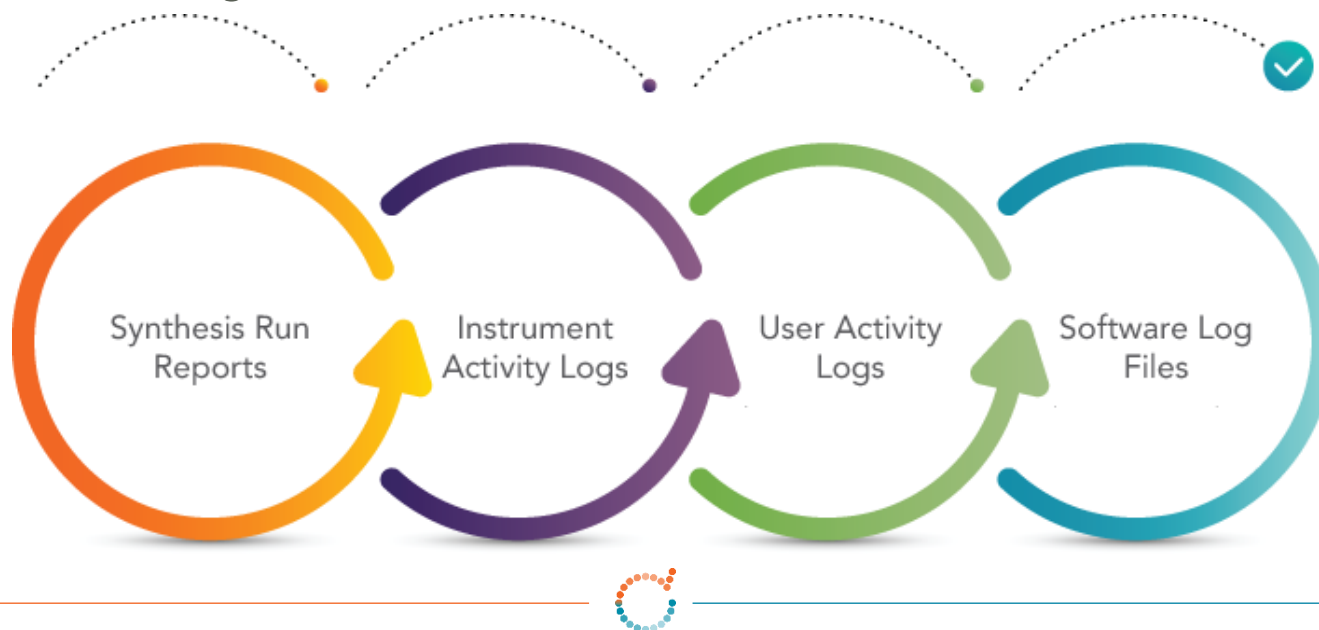 Synthesis Run
Reports
Instrument
Activity Logs
User Activity
Logs
Software Log
Files